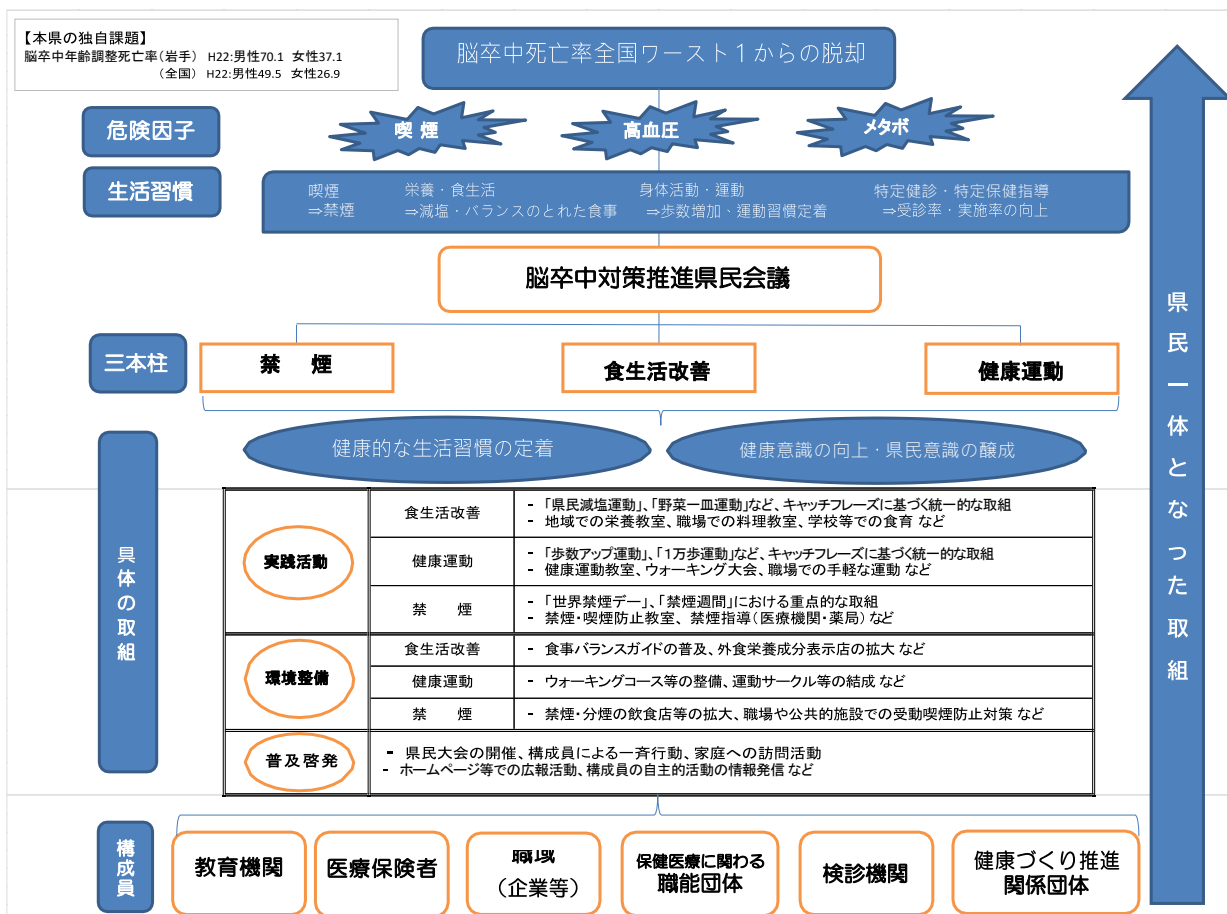 【本県の独自課題】
脳卒中年齢調整死亡率(岩手) H22:男性70.1 女性37.1
(全国) H22:男性49.5 女性26.9
脳卒中死亡率全国ワースト1からの脱却
危険因子
喫 煙
高血圧
メタボ
生活習慣
喫煙 栄養・食生活 身体活動・運動 特定健診・特定保健指導
⇒禁煙 ⇒減塩・バランスのとれた食事 ⇒歩数増加、運動習慣定着 ⇒受診率・実施率の向上
脳卒中対策推進県民会議
三本柱
禁 煙
食生活改善
健康運動
健康的な生活習慣の定着
健康意識の向上・県民意識の醸成
具体の取組
実践活動
食生活改善
- 「県民減塩運動」、「野菜一皿運動」など、キャッチフレーズに基づく統一的な取組
- 地域での栄養教室、職場での料理教室、学校等での食育 など
健康運動
- 「歩数アップ運動」、「1万歩運動」など、キャッチフレーズに基づく統一的な取組
- 健康運動教室、ウォーキング大会、職場での手軽な運動 など
禁 煙
- 「世界禁煙デー」、「禁煙週間」における重点的な取組
- 禁煙・喫煙防止教室、 禁煙指導(医療機関・薬局) など
環境整備
食生活改善
- 食事バランスガイドの普及、外食栄養成分表示店の拡大 など
健康運動
- ウォーキングコース等の整備、運動サークル等の結成 など
禁 煙
- 禁煙・分煙の飲食店等の拡大、職場や公共的施設での受動喫煙防止対策 など
普及啓発
- 県民大会の開催、構成員による一斉行動、家庭への訪問活動
- ホームページ等での広報活動、構成員の自主的活動の情報発信 など
構成員
教育機関
医療保険者
職域
(企業等)
保健医療に関わる
職能団体
検診機関
健康づくり推進
関係団体
県民一体となった取組